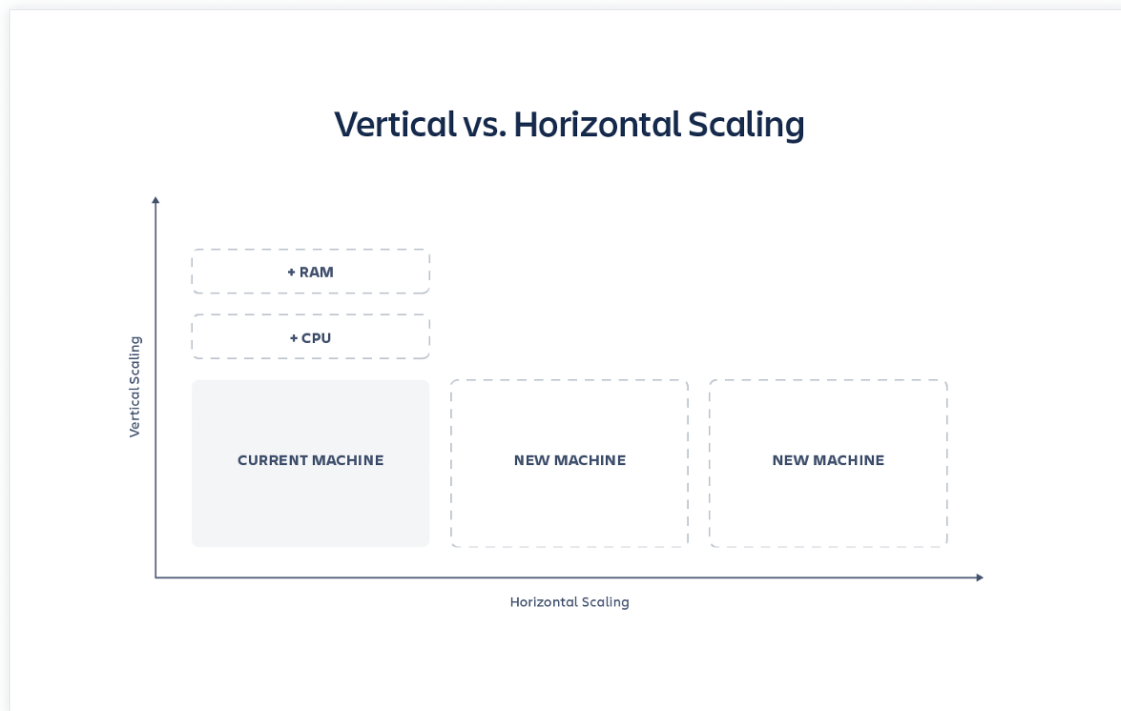 Vertical vs. Horizontal Scaling
+ RAM
+ CPU
Vertical Scaling
CURRENT MACHINE
NEW MACHINE
NEW MACHINE
Horizontal Scaling